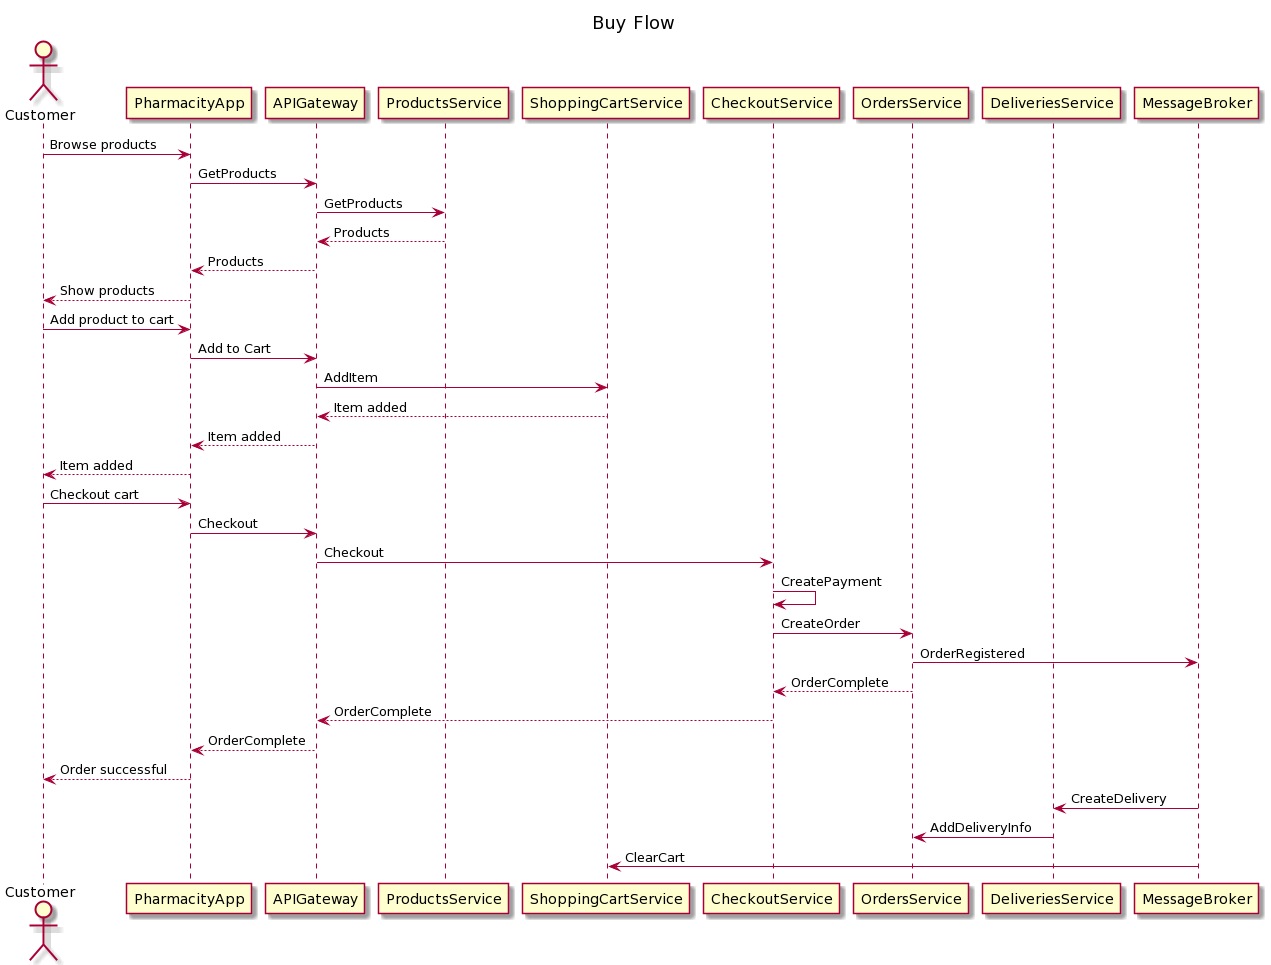 Buy Flow
Customer
PharmacityApp
APIGateway
ProductsService
ShoppingCartService
CheckoutService
OrdersService
DeliveriesService
MessageBroker
Browse products
GetProducts
GetProducts
Products
Products
Show products
Add product to cart
Add to Cart
AddItem
Item added
Item added
Item added
Checkout cart
Checkout
Checkout
CreatePayment
CreateOrder
OrderRegistered
OrderComplete
OrderComplete
OrderComplete
Order successful
CreateDelivery
AddDeliveryInfo
ClearCart
Customer
PharmacityApp
APIGateway
ProductsService
ShoppingCartService
CheckoutService
OrdersService
DeliveriesService
MessageBroker